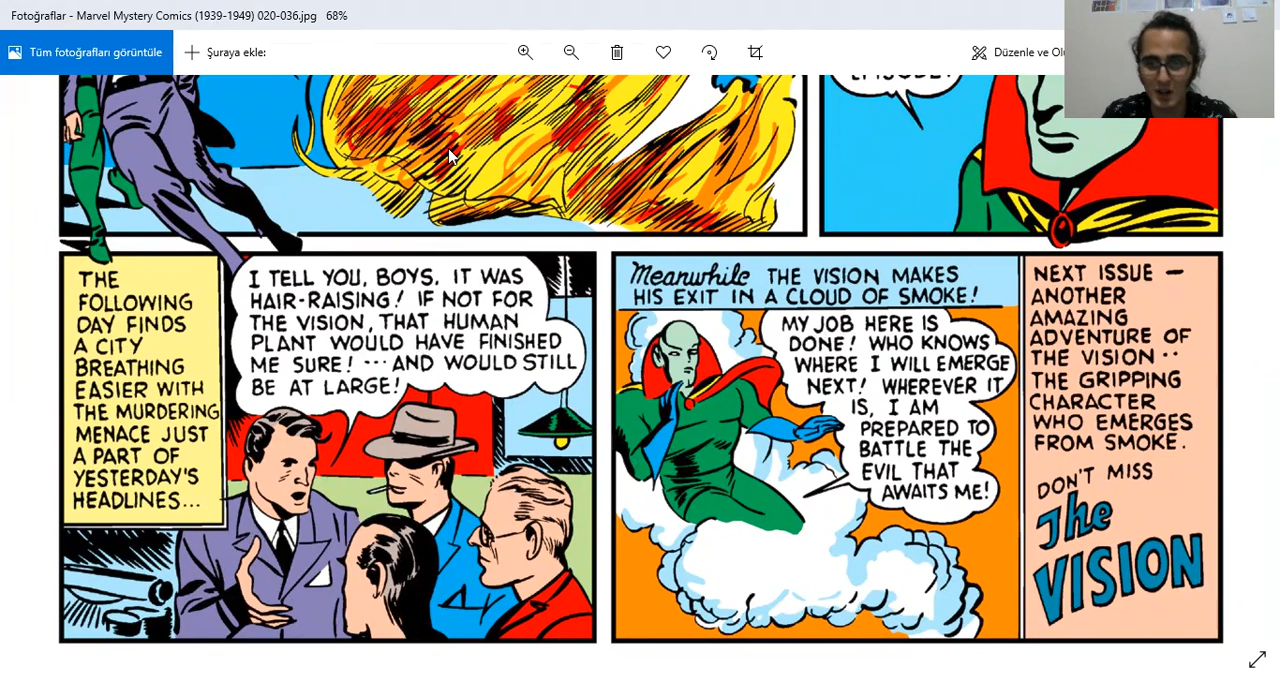 Fotoğraflar - Marvel Mystery Comics (1939-1949) 020-036.jpg 68%
Tüm fotoğrafları görüntüle
Şuraya ekle:
Düzenle ve
THE
FOLLOWING
DAY FINDS
A CITY
BREATHING
EASIER WITH
THE MURDERING
MENACE JUST
A PART OF
YESTERDAY'S
HEADLINES...
I TELL YOU, BOYS, IT WAS
HAIR-RAISING! IF NOT FOR
THE VISION, THAT HUMAN
PLANT WOULD HAVE FINISHED
ME SURE! ... AND WOULD STILL
BE AT LARGE!
Meanwhile THE VISION MAKES
HIS EXIT IN A CLOUD OF SMOKE!
MY JOB HERE IS
DONE! WHO KNOWS
WHERE I WILL EMERGE
NEXT! WHEREVER IT
IS, I AM
PREPARED TO
BATTLE THE
EVIL THAT
AWAITS ME!
NEXT ISSUE —
ANOTHER
AMAZING
ADVENTURE OF
THE VISION ..
THE GRIPPING
CHARACTER
WHO EMERGES
FROM SMOKE.
DON'T MISS
The
VISION